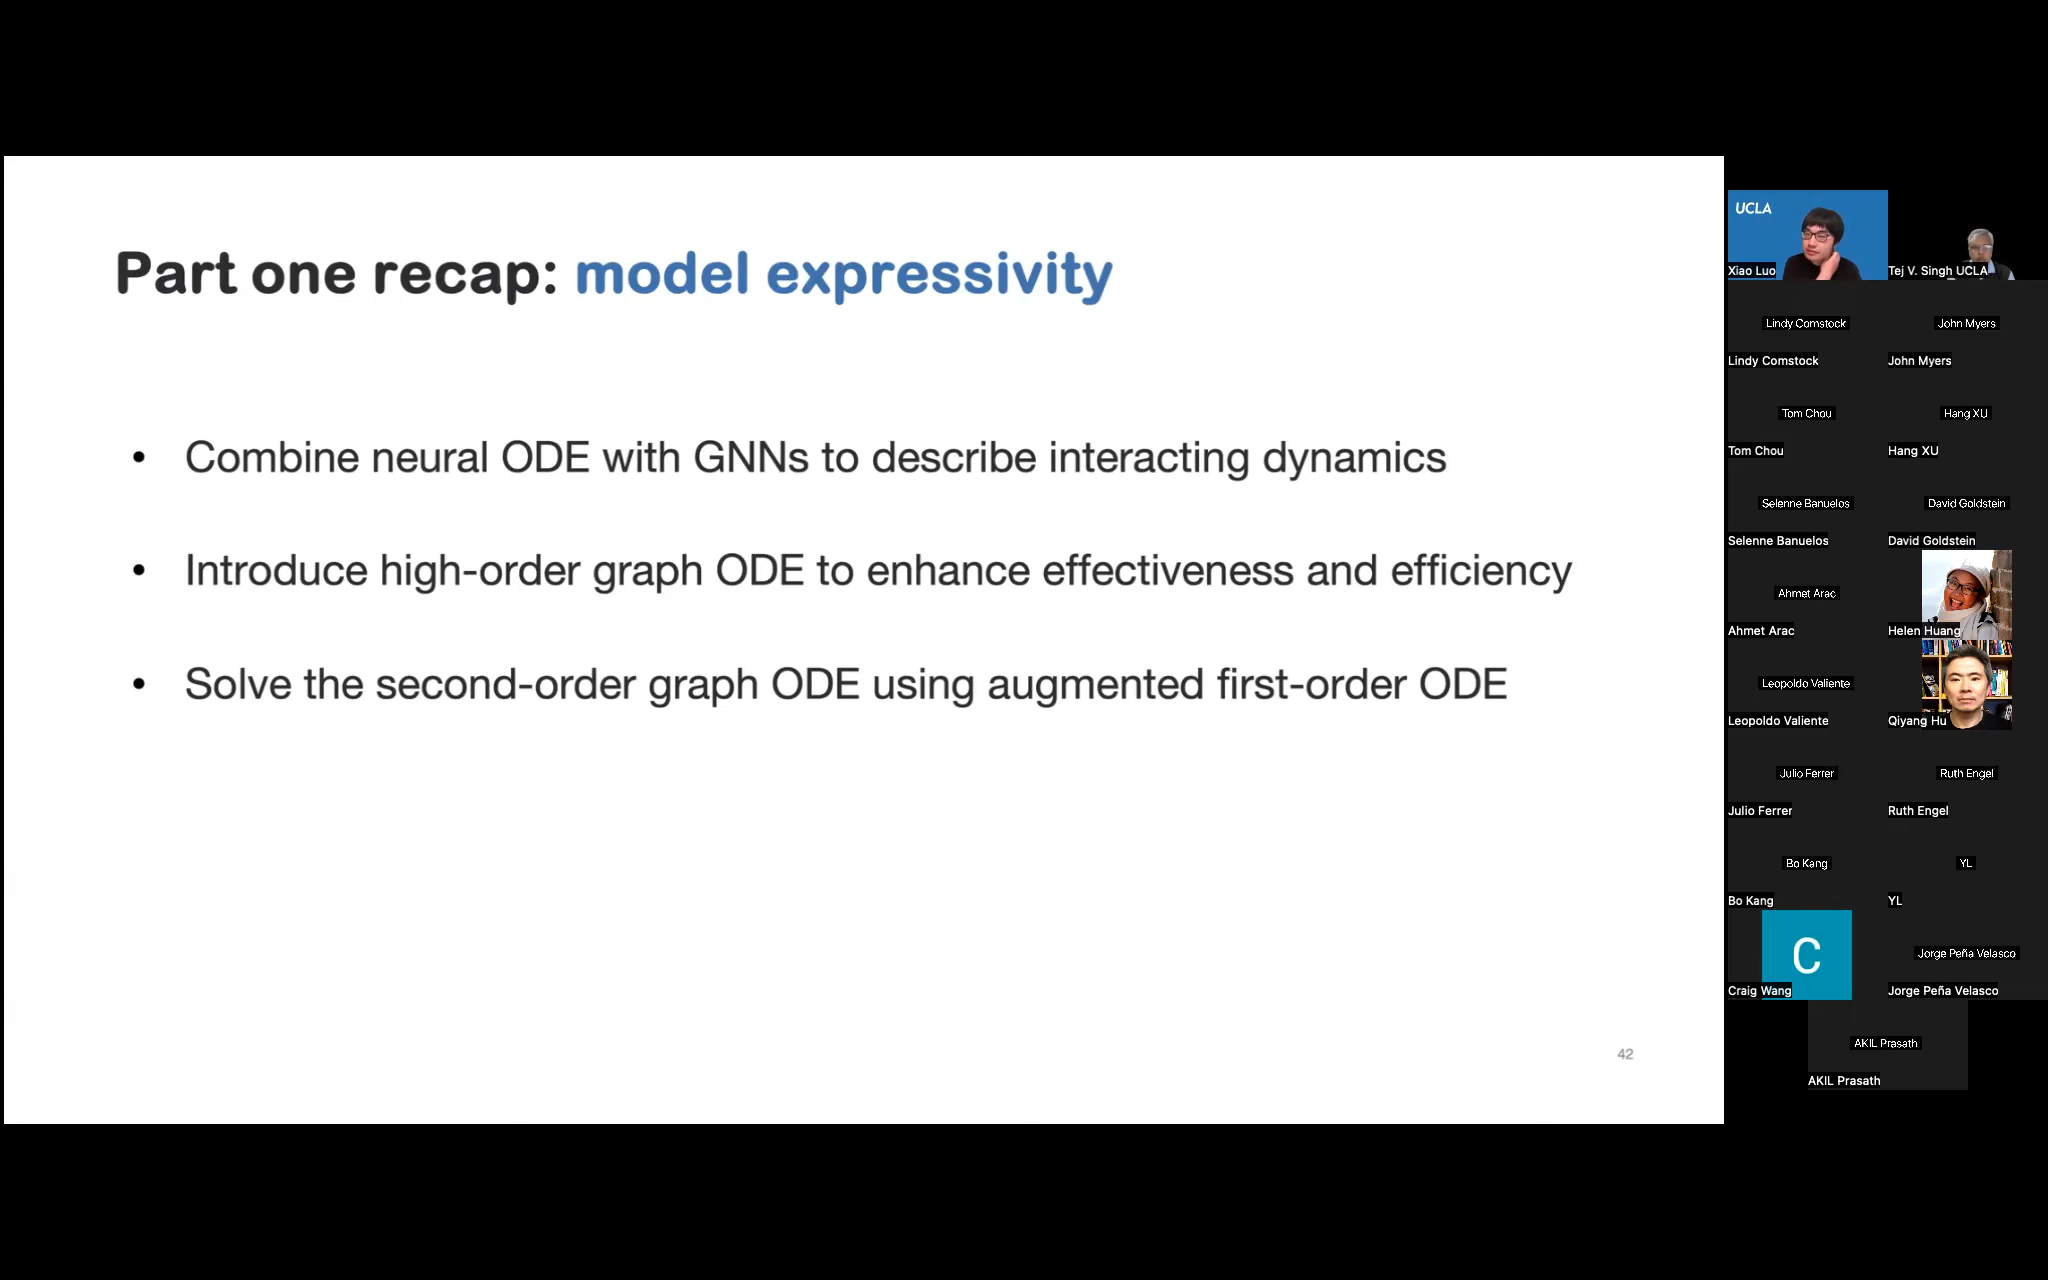 Part one recap: model expressivity
• Combine neural ODE with GNNs to describe interacting dynamics
• Introduce high-order graph ODE to enhance effectiveness and efficiency
• Solve the second-order graph ODE using augmented first-order ODE
42
UCLA
Xiao Luo
Tej V. Singh UCLA
Lindy Comstock
Lindy Comstock
John Myers
John Myers
Tom Chou
Tom Chou
Hang XU
Hang XU
Selenne Banuelos
Selenne Banuelos
David Goldstein
David Goldstein
Ahmet Arac
Ahmet Arac
Helen Huang
Leopoldo Valiente
Leopoldo Valiente
Qiyang Hu
Julio Ferrer
Julio Ferrer
Ruth Engel
Ruth Engel
Bo Kang
Bo Kang
YL
YL
C
Craig Wang
Jorge Peña Velasco
Jorge Peña Velasco
AKIL Prasath
AKIL Prasath